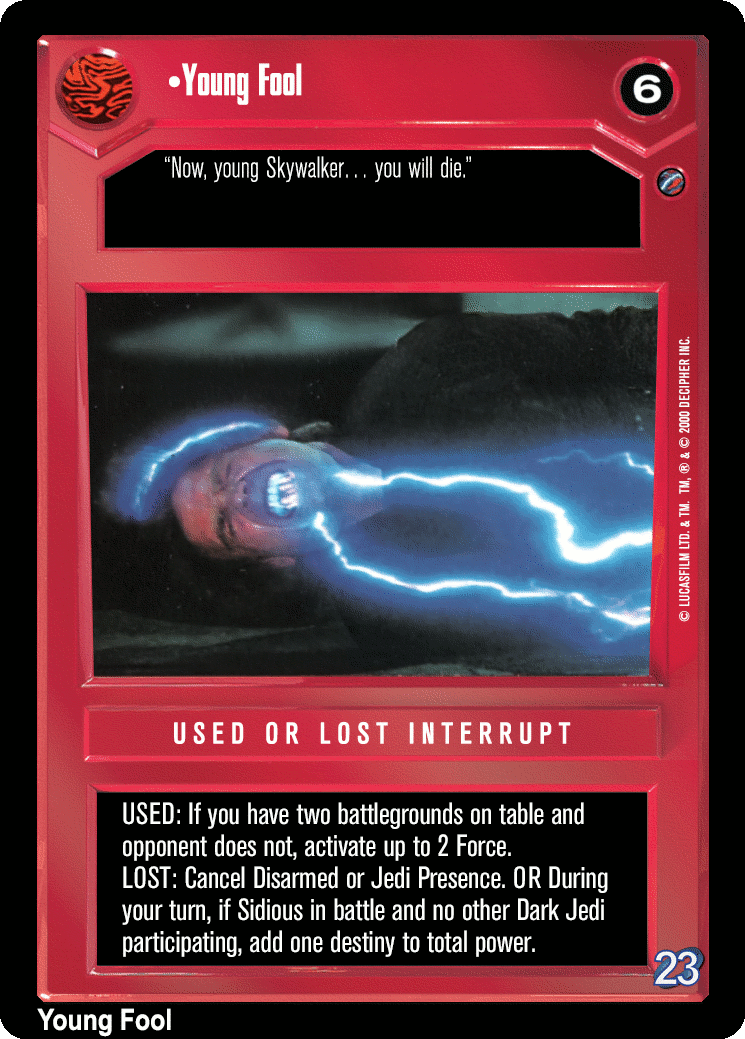 •Young Fool
6
“Now, young Skywalker. . . you will die.”
© LUCASFILM LTD. & TM. TM, ® & © 2000 DECIPHER INC.
USED OR LOST INTERRUPT
USED: If you have two battlegrounds on table and
opponent does not, activate up to 2 Force.
LOST: Cancel Disarmed or Jedi Presence. OR During
your turn, if Sidious in battle and no other Dark Jedi
participating, add one destiny to total power.
23
Young Fool